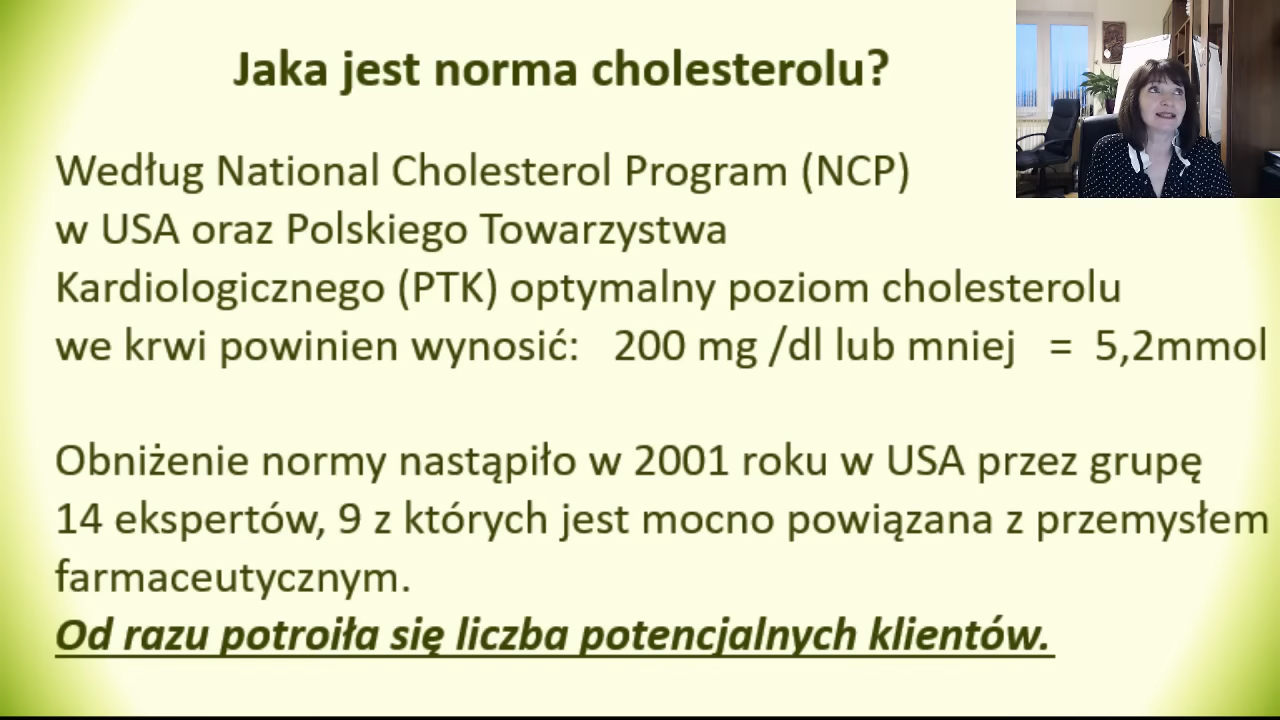 Jaka jest norma cholesterolu?
Według National Cholesterol Program (NCP)
w USA oraz Polskiego Towarzystwa
Kardiologicznego (PTK) optymalny poziom cholesterolu
we krwi powinien wynosić: 200 mg /dl lub mniej = 5,2mmol
Obniżenie normy nastąpiło w 2001 roku w USA przez grupę
14 ekspertów, 9 z których jest mocno powiązana z przemysłem
farmaceutycznym.
Od razu potroiła się liczba potencjalnych klientów.